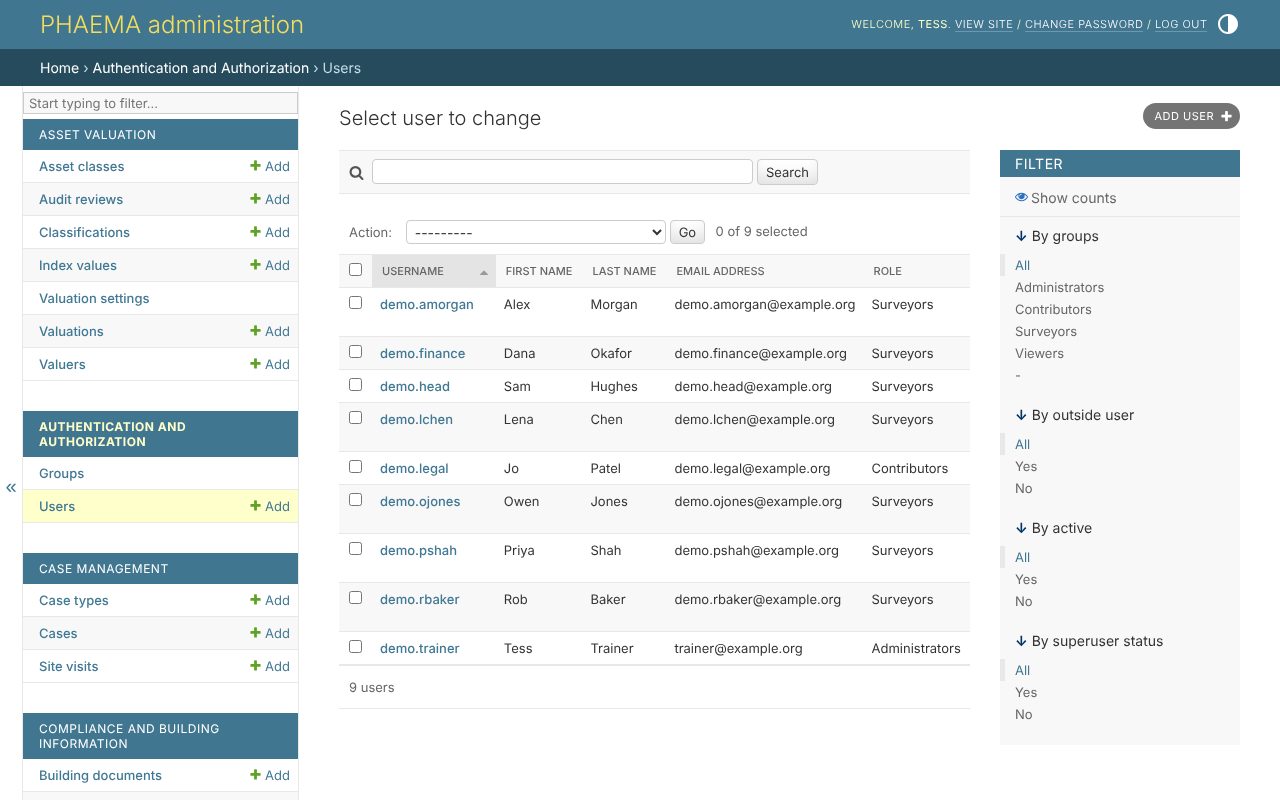 PHAEMA administration
WELCOME, TESS. VIEW SITE / CHANGE PASSWORD / LOG OUT
Home › Authentication and Authorization › Users
Start typing to filter...
ASSET VALUATION
Asset classes Add
Audit reviews Add
Classifications Add
Index values Add
Valuation settings
Valuations Add
Valuers Add
AUTHENTICATION AND
AUTHORIZATION
Groups
Users Add
CASE MANAGEMENT
Case types Add
Cases Add
Site visits Add
COMPLIANCE AND BUILDING
INFORMATION
Building documents Add
«
Select user to change
ADD USER
Search
Action: --------- Go 0 of 9 selected
USERNAME FIRST NAME LAST NAME EMAIL ADDRESS ROLE
demo.amorgan Alex Morgan demo.amorgan@example.org Surveyors
demo.finance Dana Okafor demo.finance@example.org Surveyors
demo.head Sam Hughes demo.head@example.org Surveyors
demo.lchen Lena Chen demo.lchen@example.org Surveyors
demo.legal Jo Patel demo.legal@example.org Contributors
demo.ojones Owen Jones demo.ojones@example.org Surveyors
demo.pshah Priya Shah demo.pshah@example.org Surveyors
demo.rbaker Rob Baker demo.rbaker@example.org Surveyors
demo.trainer Tess Trainer trainer@example.org Administrators
9 users
FILTER
Show counts
By groups
All
Administrators
Contributors
Surveyors
Viewers
-
By outside user
All
Yes
No
By active
All
Yes
No
By superuser status
All
Yes
No